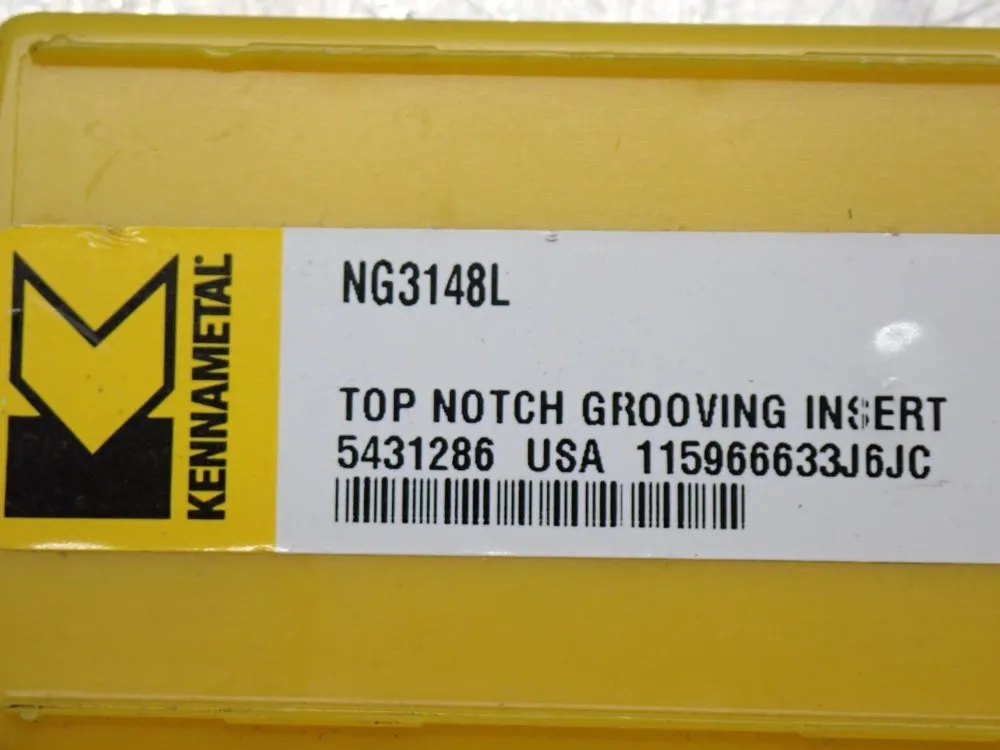 KENNAMETAL
NG3148L
TOP NOTCH GROOVING INSERT
5431286 USA 115966633J6JC